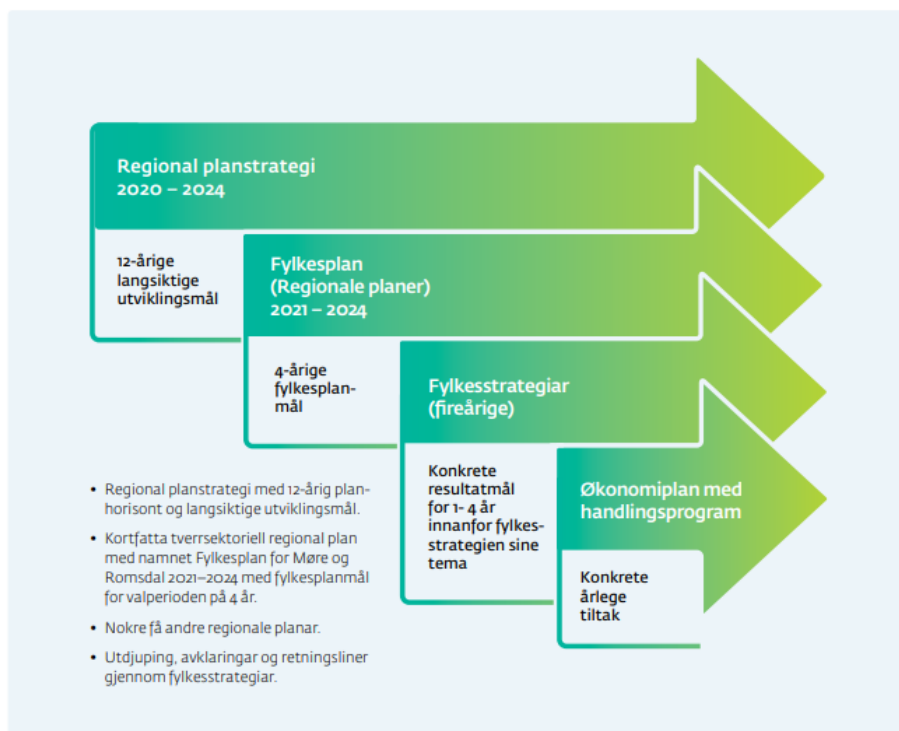 Regional planstrategi
2020 – 2024
12-årige
langsiktige
utviklingsmål
Fylkesplan
(Regionale planer)
2021 – 2024
4-årige
fylkesplan-
mål
Fylkesstrategiar
(fireårige)
Konkrete
resultatmål
for 1- 4 år
innanfor fylkes-
strategien sine
tema
Økonomiplan med
handlingsprogram
Konkrete
årlege
tiltak
• Regional planstrategi med 12-årig plan-
horisont og langsiktige utviklingsmål.
• Kortfatta tverrsektoriell regional plan
med namnet Fylkesplan for Møre og
Romsdal 2021–2024 med fylkesplanmål
for valperioden på 4 år.
• Nokre få andre regionale planar.
• Utdjuping, avklaringar og retningsliner
gjennom fylkesstrategiar.